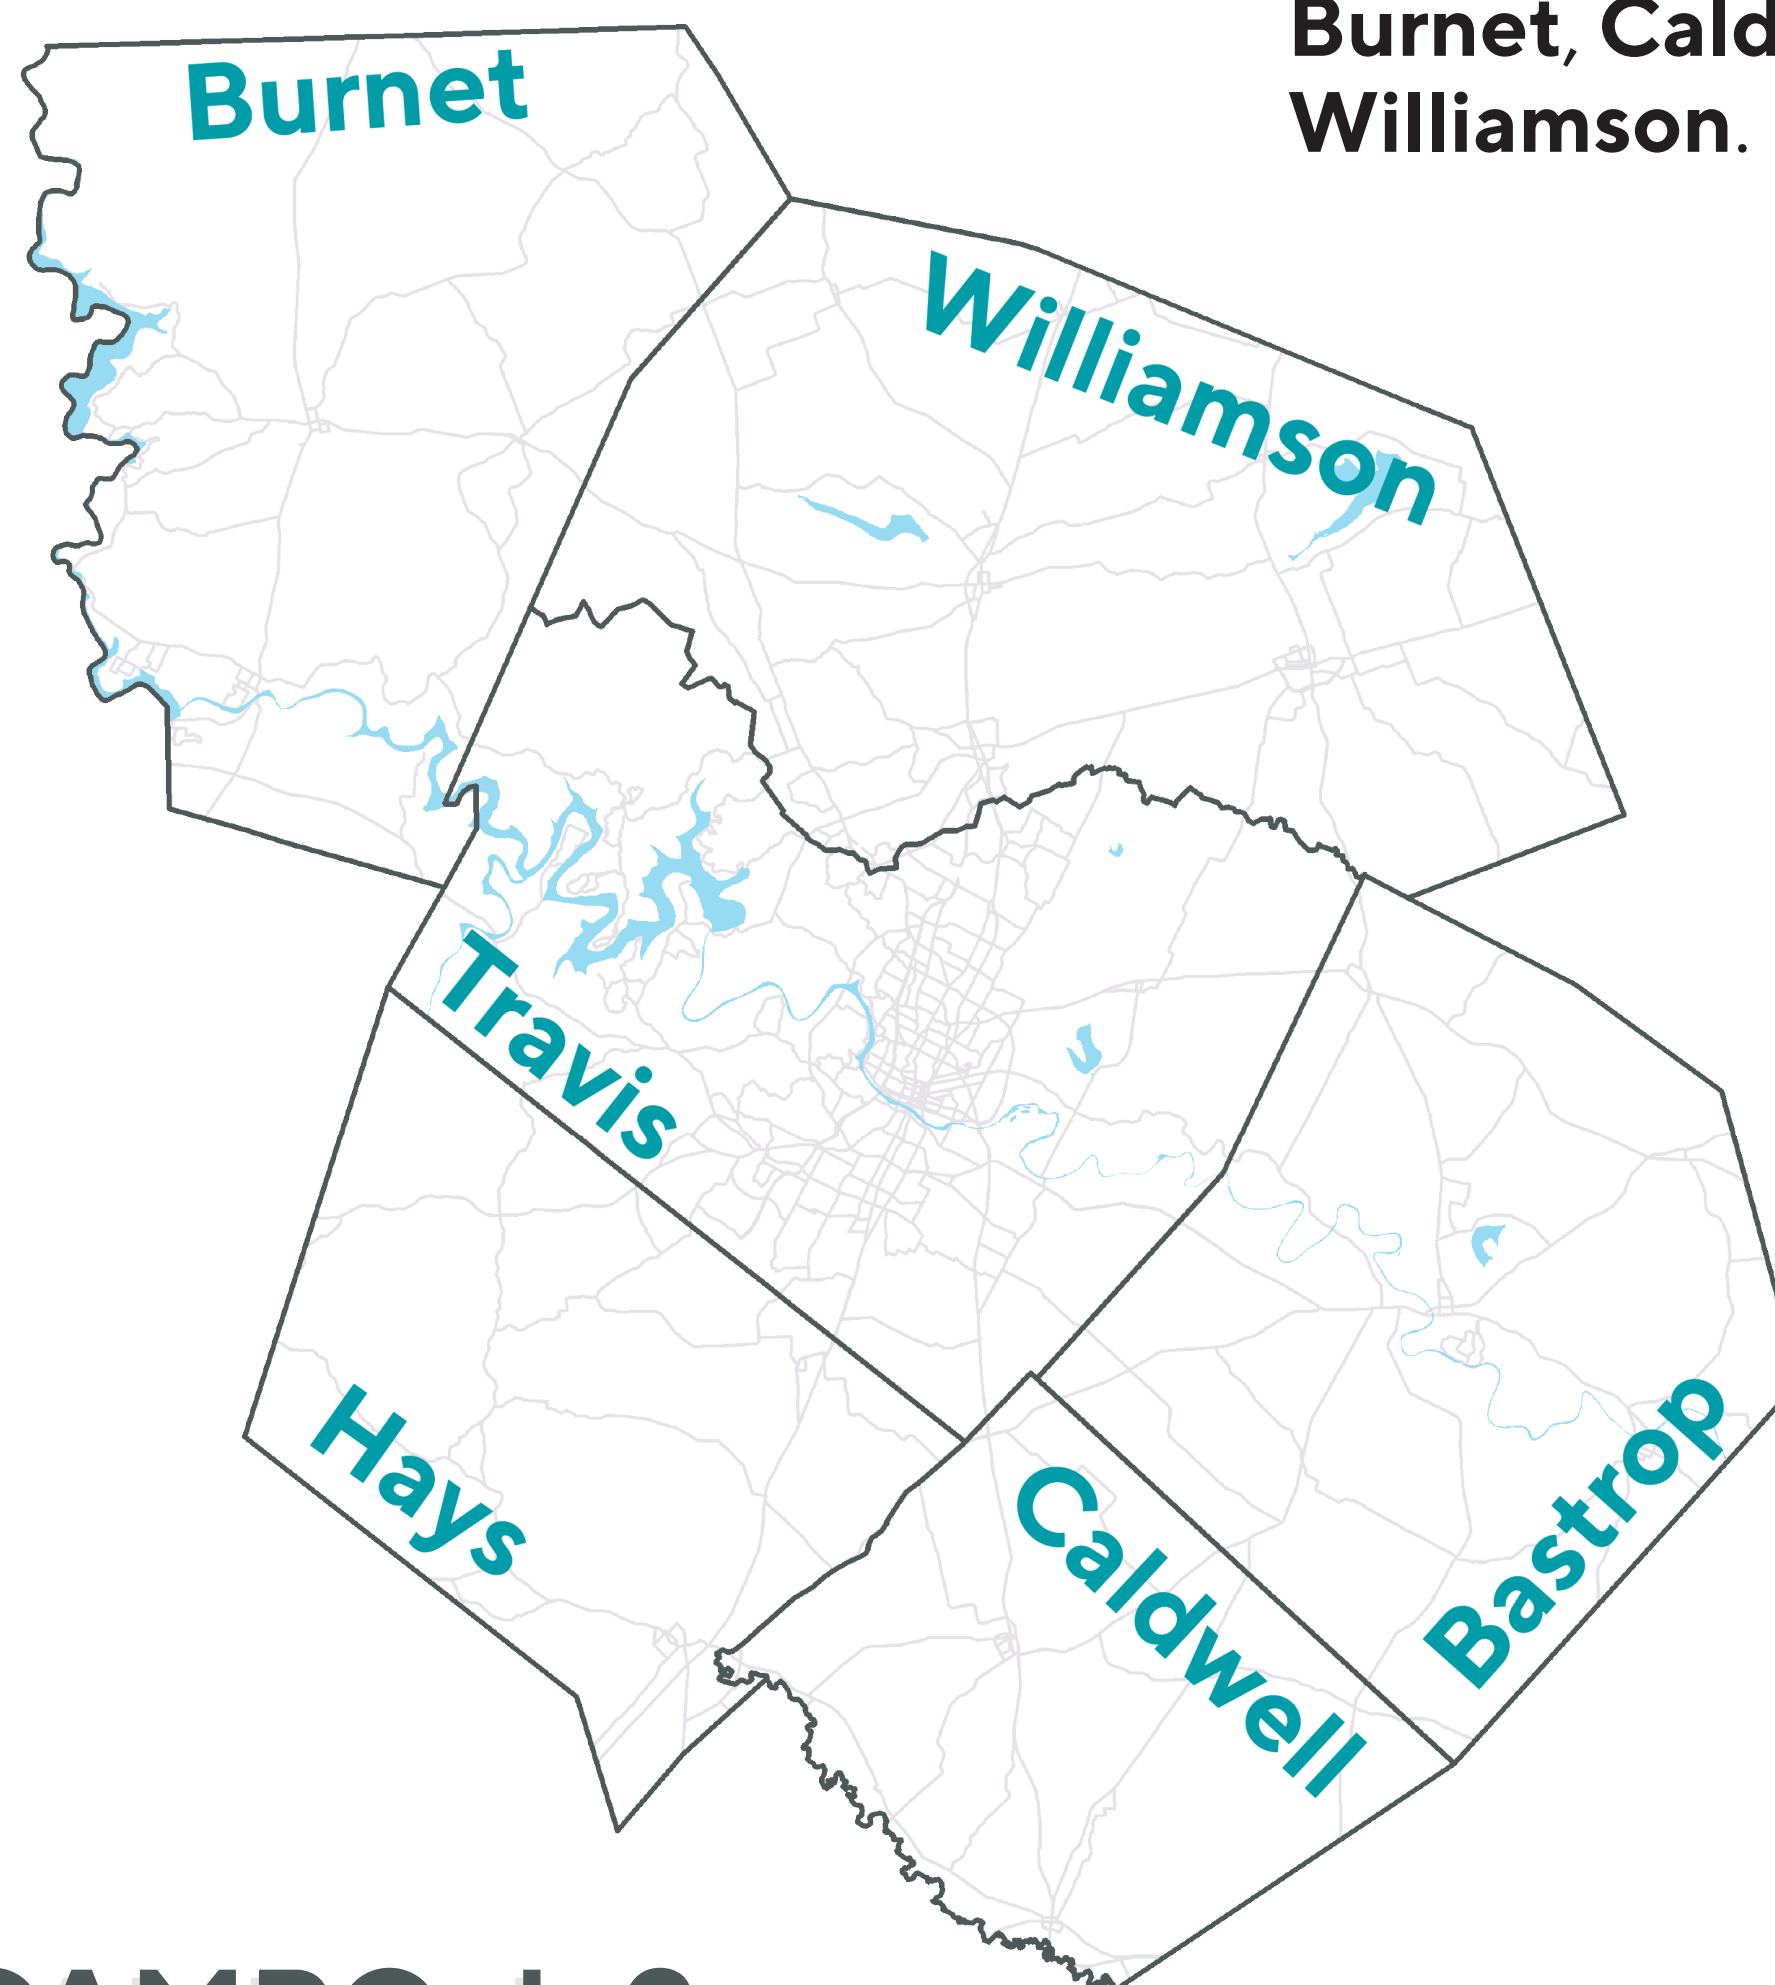 Burnet, Cald
Williamson.
Burnet
Williamson
Travis
Hays
Caldwell
Bastrop